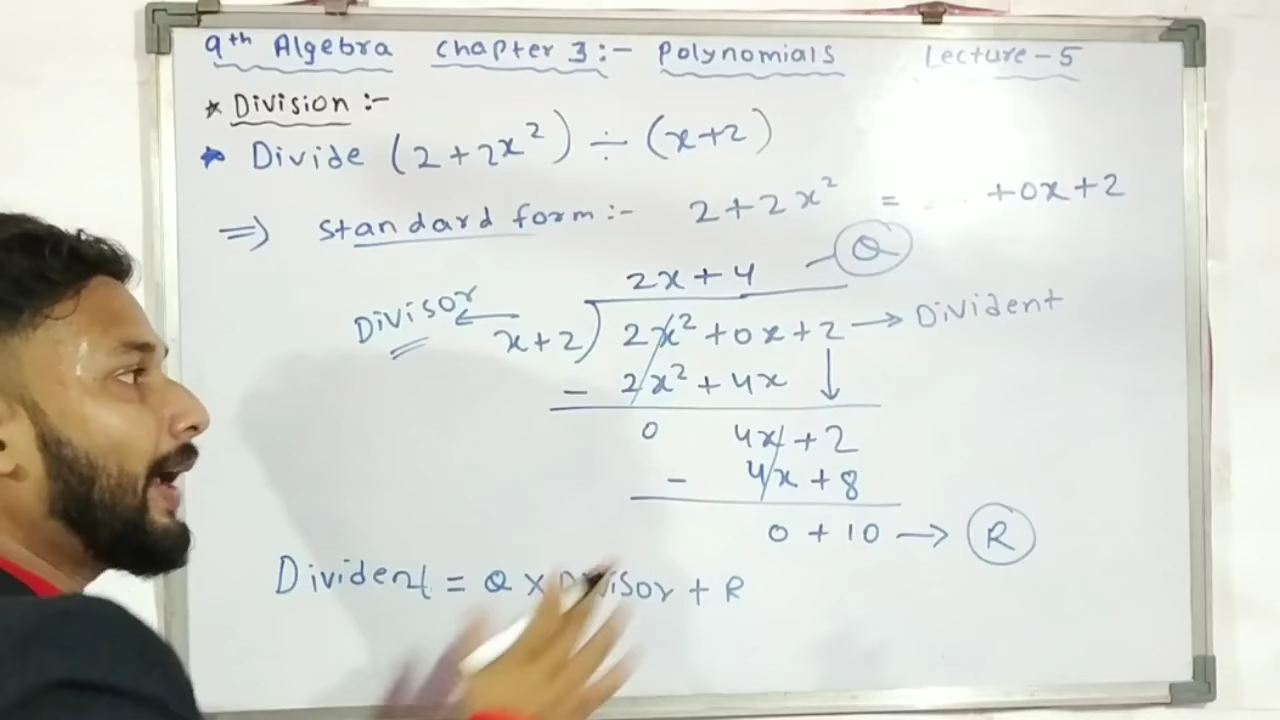 9th Algebra Chapter 3:- Polynomials Lecture-5
* Division :-
* Divide (2+2x²) ÷ (x+2)
⇒ Standard form:- 2+2x² = +0x+2
2x+4 - Q
Divisor ← x+2) 2x²+0x+2 → Divident
- 2x²+4x ↓
0 4x+2
- 4x+8
0+10 → R
Divident = Q × Divisor + R